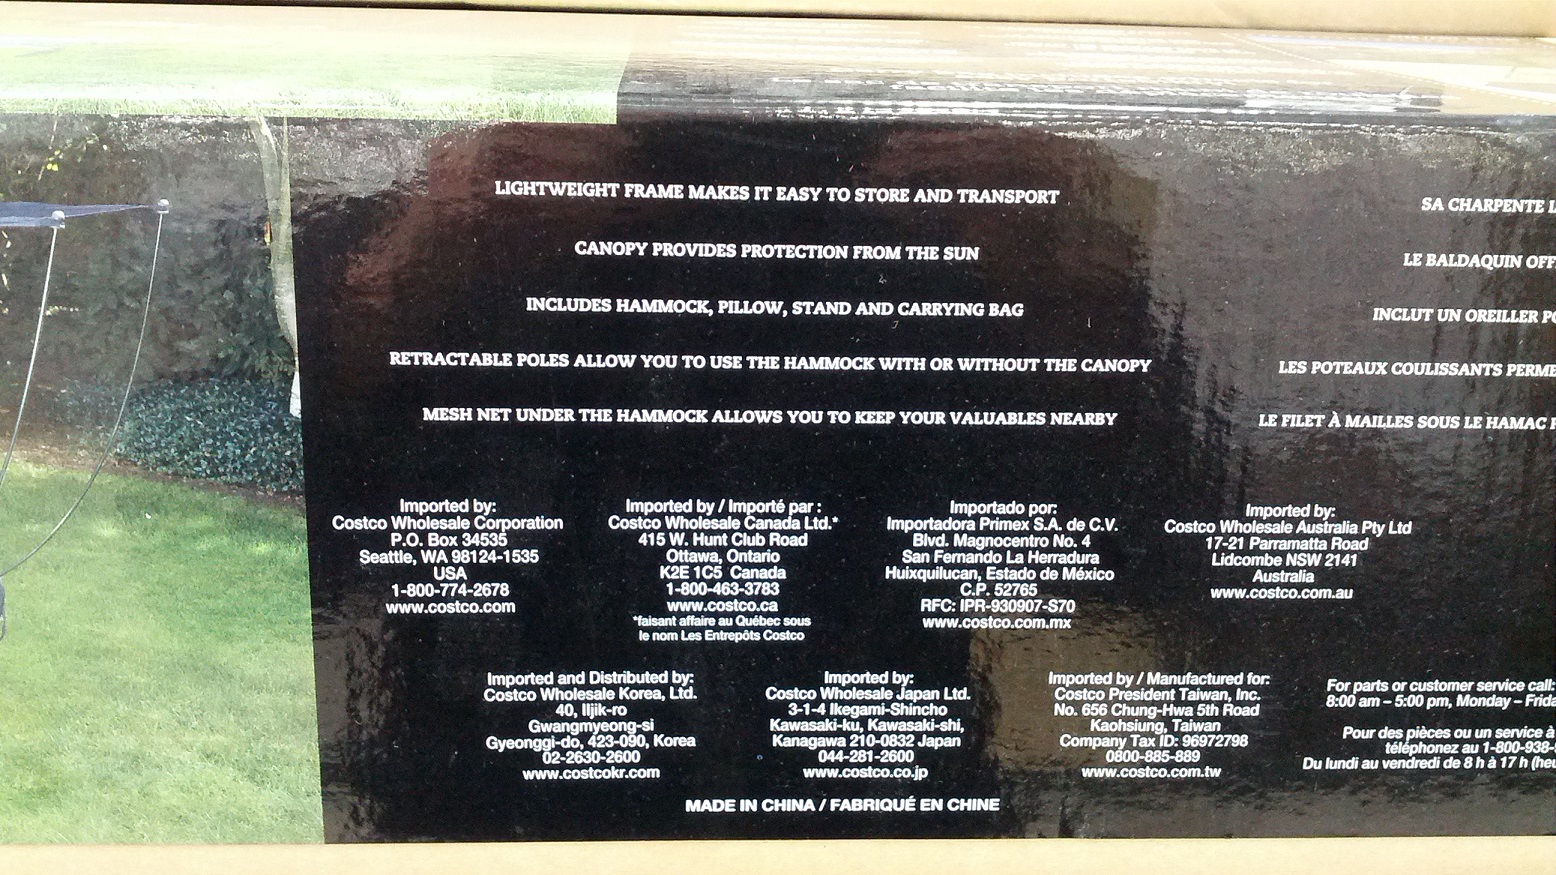 LIGHTWEIGHT FRAME MAKES IT EASY TO STORE AND TRANSPORT
CANOPY PROVIDES PROTECTION FROM THE SUN
INCLUDES HAMMOCK, PILLOW, STAND AND CARRYING BAG
RETRACTABLE POLES ALLOW YOU TO USE THE HAMMOCK WITH OR WITHOUT THE CANOPY
MESH NET UNDER THE HAMMOCK ALLOWS YOU TO KEEP YOUR VALUABLES NEARBY
SA CHARPENTE
LE BALDAQUIN
INCLUT UN OREILLER
LES POTEAUX COULISSANTS
LE FILET À MAILLES SOUS LE HAMAC
Imported by:
Costco Wholesale Corporation
P.O. Box 34535
Seattle, WA 98124-1535
USA
1-800-774-2678
www.costco.com
Imported by / Importé par :
Costco Wholesale Canada Ltd.*
415 W. Hunt Club Road
Ottawa, Ontario
K2E 1C5 Canada
1-800-463-3783
www.costco.ca
*faisant affaire au Québec sous
le nom Les Entrepôts Costco
Importado por:
Importadora Primex S.A. de C.V.
Blvd. Magnocentro No. 4
San Fernando La Herradura
Huixquilucan, Estado de México
C.P. 52765
RFC: IPR-930907-S70
www.costco.com.mx
Imported by:
Costco Wholesale Australia Pty Ltd
17-21 Parramatta Road
Lidcombe NSW 2141
Australia
www.costco.com.au
Imported and Distributed by:
Costco Wholesale Korea, Ltd.
40, Iljik-ro
Gwangmyeong-si
Gyeonggi-do, 423-090, Korea
02-2630-2600
www.costcokr.com
Imported by:
Costco Wholesale Japan Ltd.
3-1-4 Ikegami-Shincho
Kawasaki-ku, Kawasaki-shi,
Kanagawa 210-0832 Japan
044-281-2600
www.costco.co.jp
Imported by / Manufactured for:
Costco President Taiwan, Inc.
No. 656 Chung-Hwa 5th Road
Kaohsiung, Taiwan
Company Tax ID: 96972798
0800-885-889
www.costco.com.tw
For parts or customer service call:
8:00 am – 5:00 pm, Monday –
Pour des pièces ou un service à
téléphonez au 1-800-938-
Du lundi au vendredi de 8 h à 17 h
MADE IN CHINA / FABRIQUÉ EN CHINE